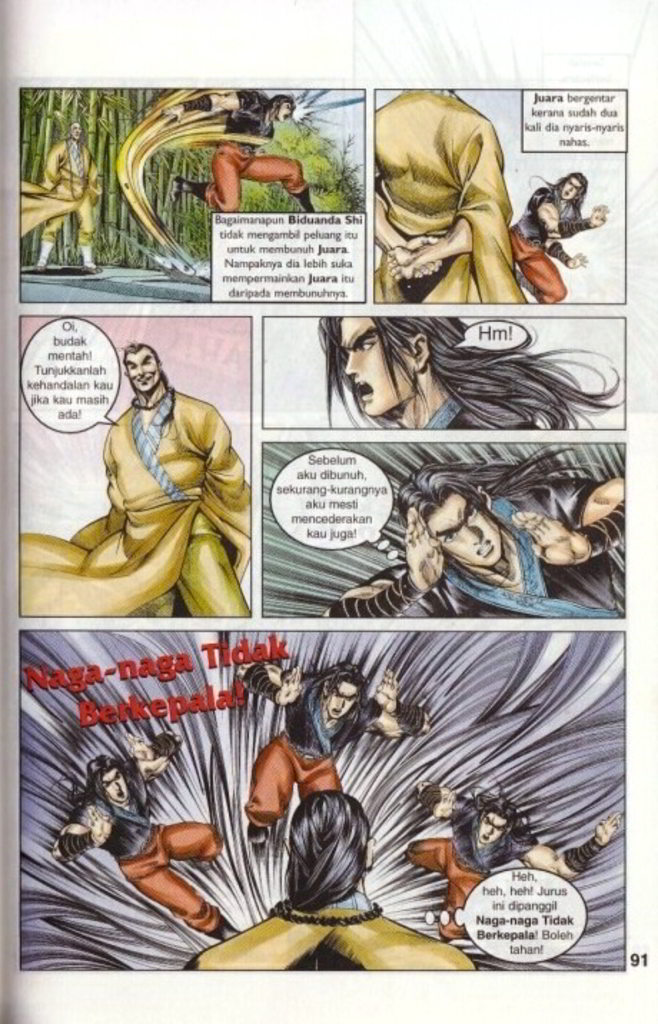 Bagaimanapun Biduanda Shi
tidak mengambil peluang itu
untuk membunuh Juara.
Nampaknya dia lebih suka
mempermainkan Juara itu
daripada membunuhnya.
Juara bergentar
kerana sudah dua
kali dia nyaris-nyaris
nahas.
Oi,
budak
mentah!
Tunjukkanlah
kehandalan kau
jika kau masih
ada!
Hm!
Sebelum
aku dibunuh,
sekurang-kurangnya
aku mesti
mencederakan
kau juga!
Naga-naga Tidak
Berkepala!
Heh,
heh, heh! Jurus
ini dipanggil
Naga-naga Tidak
Berkepala! Boleh
tahan!
91